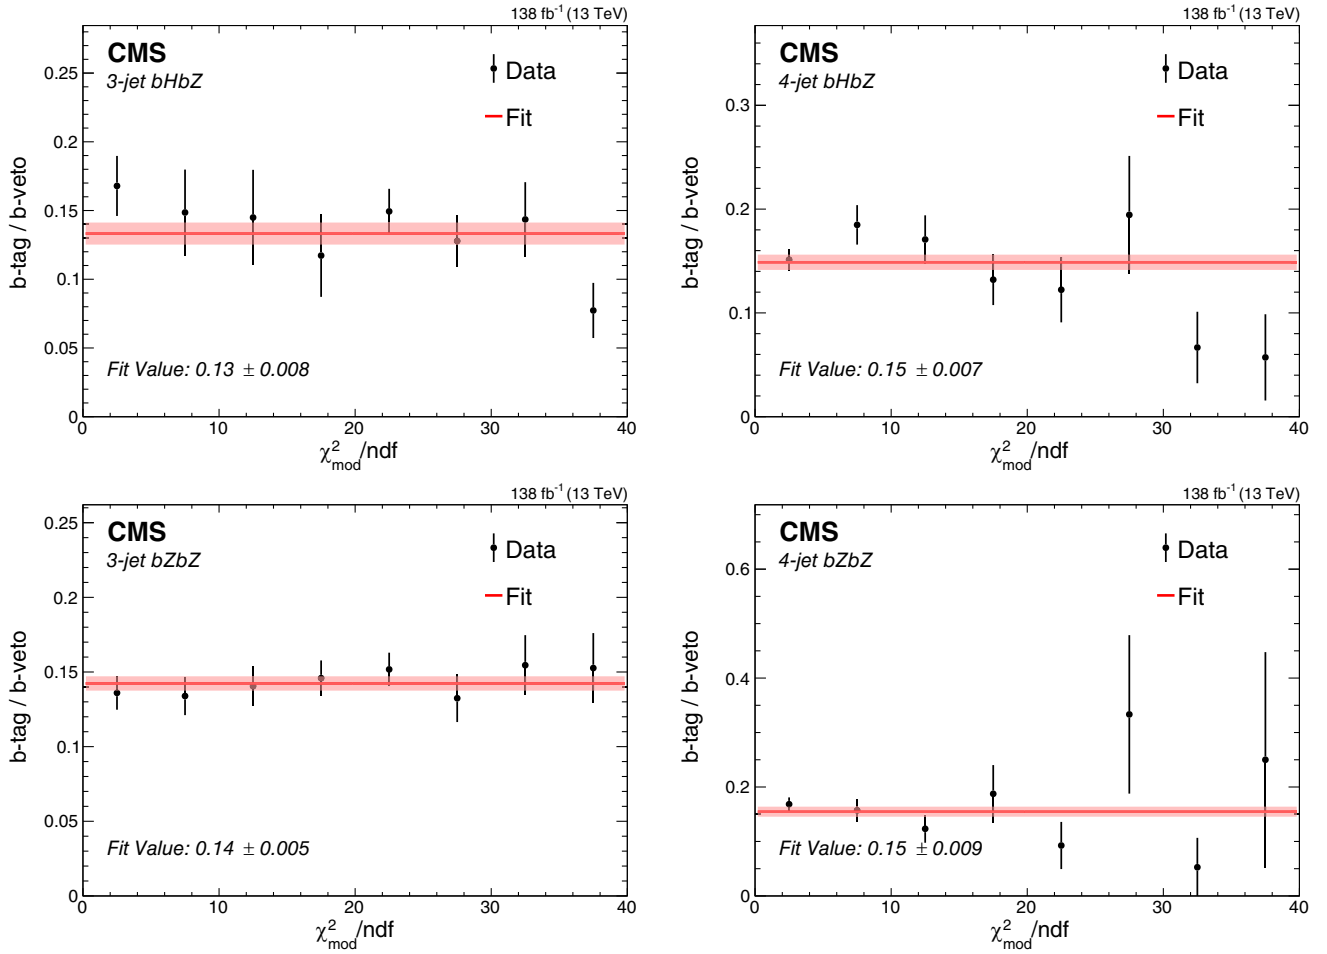 138 fb-1 (13 TeV)
CMS
3-jet bHbZ
Data
Fit
0.25
0.2
0.15
0.1
0.05
0
b-tag / b-veto
Fit Value: 0.13 ± 0.008
0 10 20 30 40
χ2mod/ndf
138 fb-1 (13 TeV)
CMS
4-jet bHbZ
Data
Fit
0.3
0.2
0.1
0
b-tag / b-veto
Fit Value: 0.15 ± 0.007
0 10 20 30 40
χ2mod/ndf
138 fb-1 (13 TeV)
CMS
3-jet bZbZ
Data
Fit
0.25
0.2
0.15
0.1
0.05
0
b-tag / b-veto
Fit Value: 0.14 ± 0.005
0 10 20 30 40
χ2mod/ndf
138 fb-1 (13 TeV)
CMS
4-jet bZbZ
Data
Fit
0.6
0.4
0.2
0
b-tag / b-veto
Fit Value: 0.15 ± 0.009
0 10 20 30 40
χ2mod/ndf